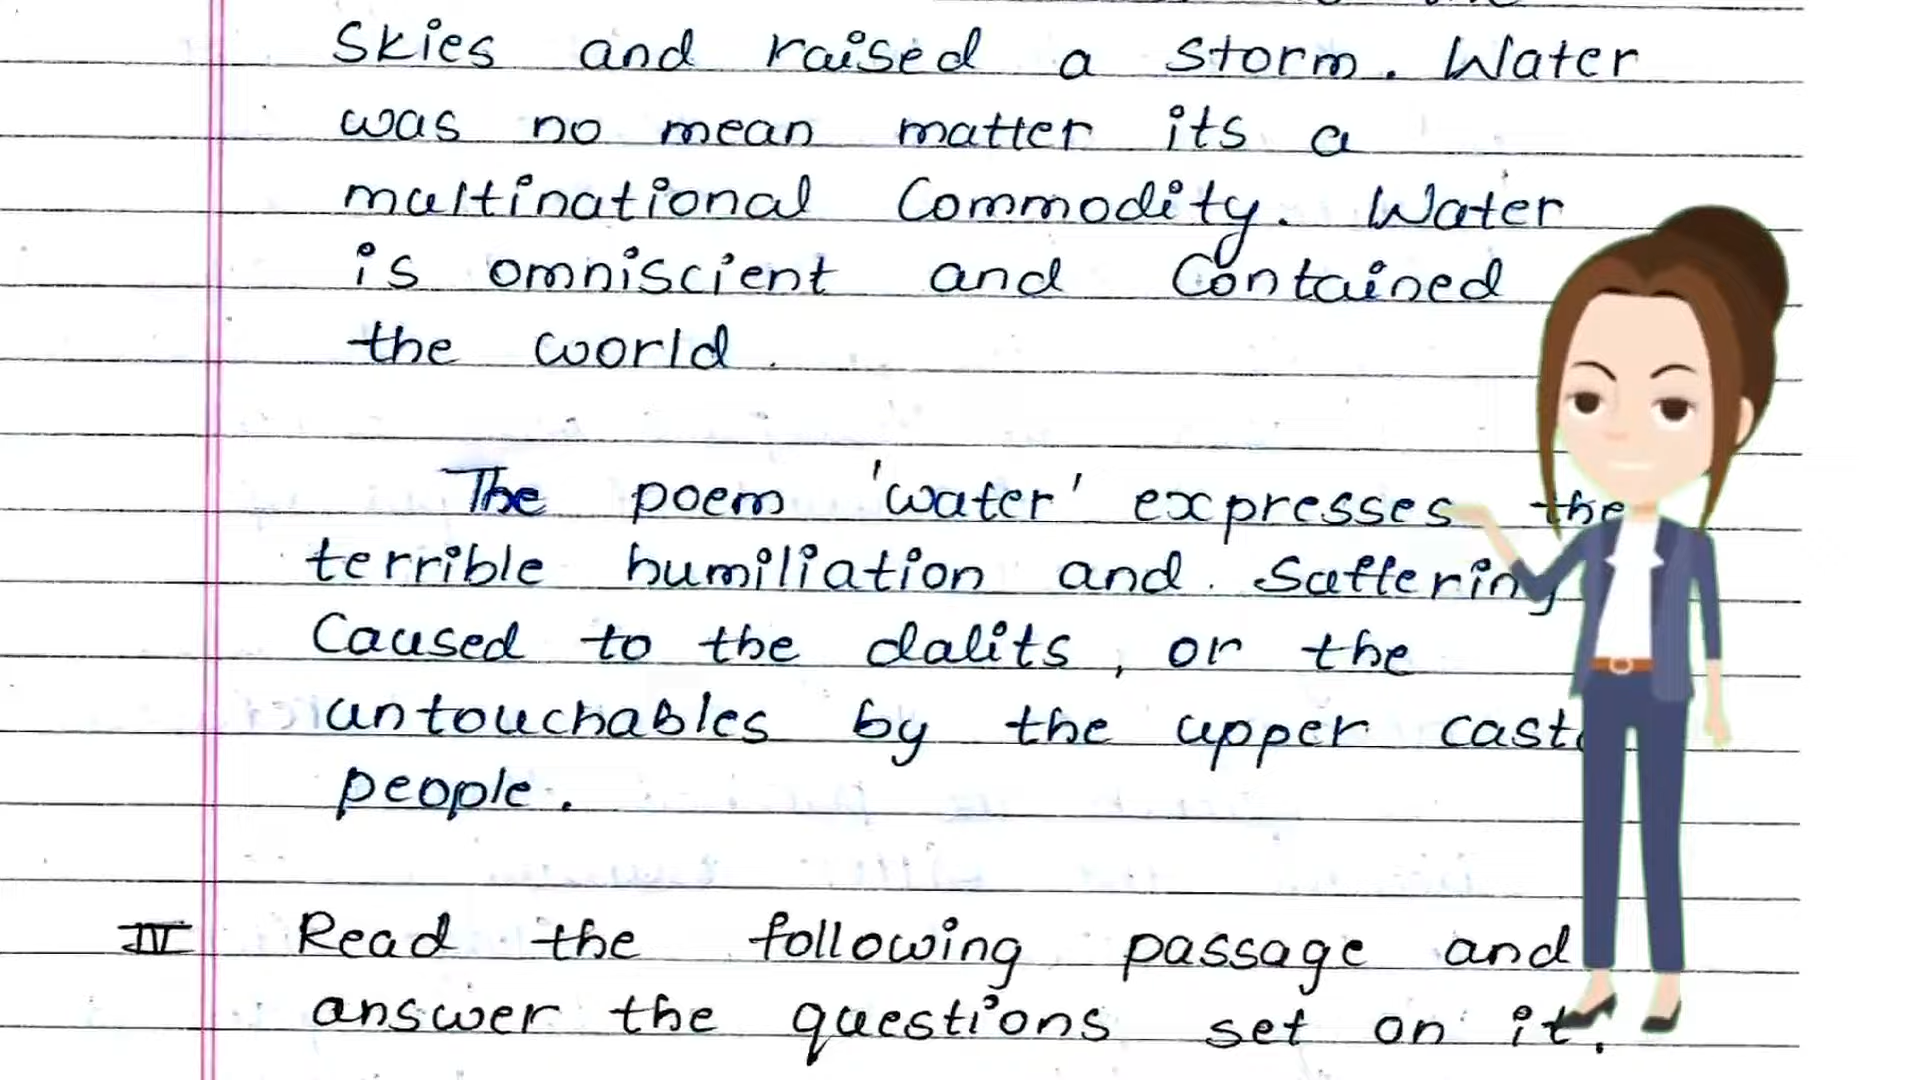 Skies and raised a storm. Water
was no mean matter its a
multinational Commodity. Water
is omniscient and Contained
the world.
The poem 'water' expresses the
terrible humiliation and Suffering
Caused to the dalits, or the
untouchables by the upper caste
people.
IV Read the following passage and
answer the questions set on it.